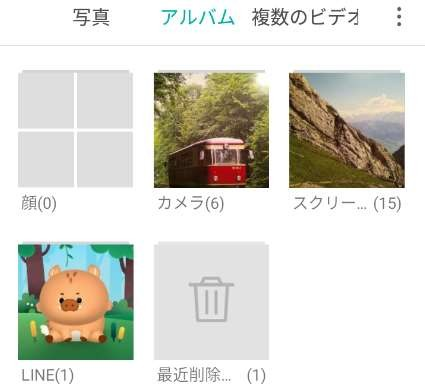 写真 アルバム 複数のビデオ
顔(0) カメラ(6) スクリー... (15)
LINE(1) 最近削除... (1)